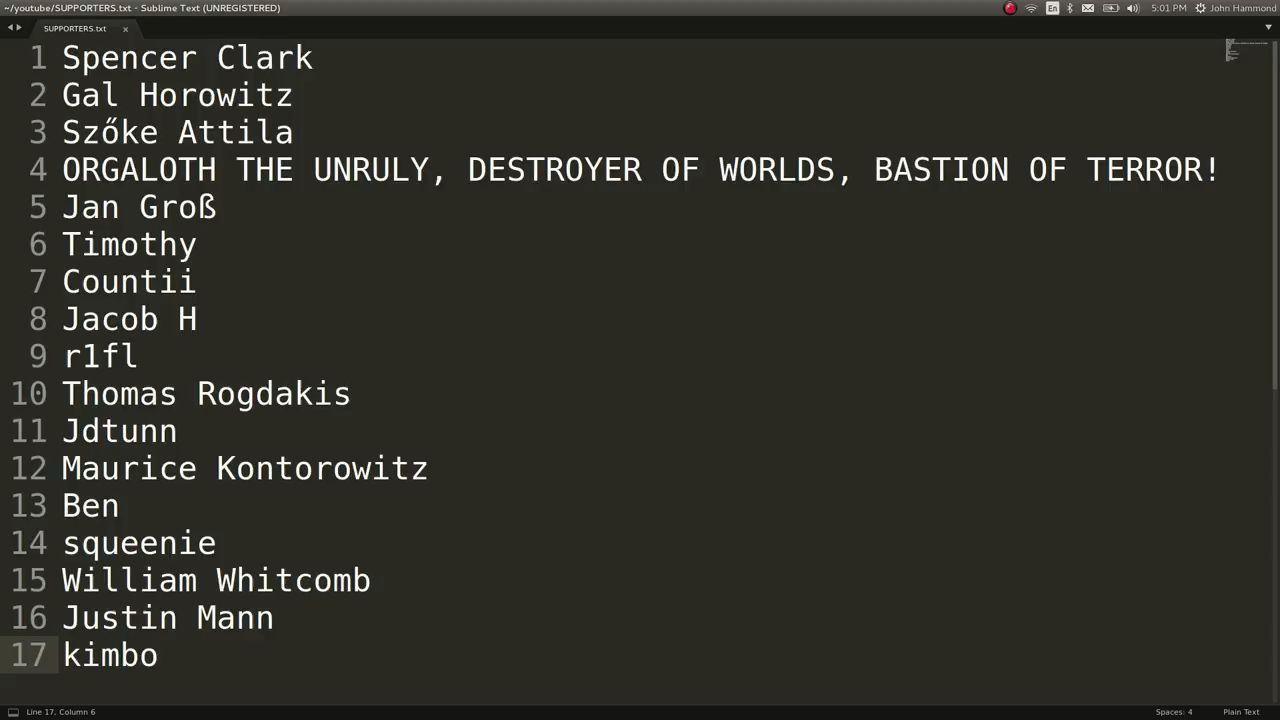 ~/youtube/SUPPORTERS.txt - Sublime Text (UNREGISTERED) En 5:01 PM John Hammond
SUPPORTERS.txt ×
1 Spencer Clark
2 Gal Horowitz
3 Szőke Attila
4 ORGALOTH THE UNRULY, DESTROYER OF WORLDS, BASTION OF TERROR!
5 Jan Groß
6 Timothy
7 Countii
8 Jacob H
9 r1fl
10 Thomas Rogdakis
11 Jdtunn
12 Maurice Kontorowitz
13 Ben
14 squeenie
15 William Whitcomb
16 Justin Mann
17 kimbo
Line 17, Column 6 Spaces: 4 Plain Text